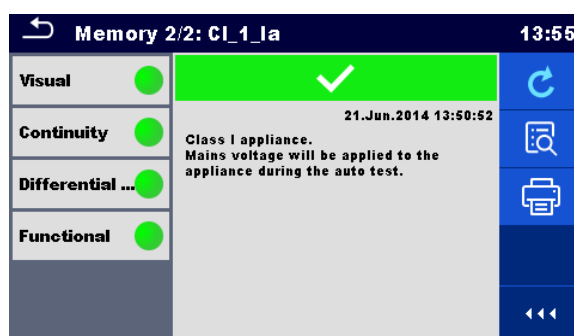 Memory 2/2: Cl_1_Ia
13:55
Visual
Continuity
Differential ...
Functional
21.Jun.2014 13:50:52
Class I appliance.
Mains voltage will be applied to the
appliance during the auto test.